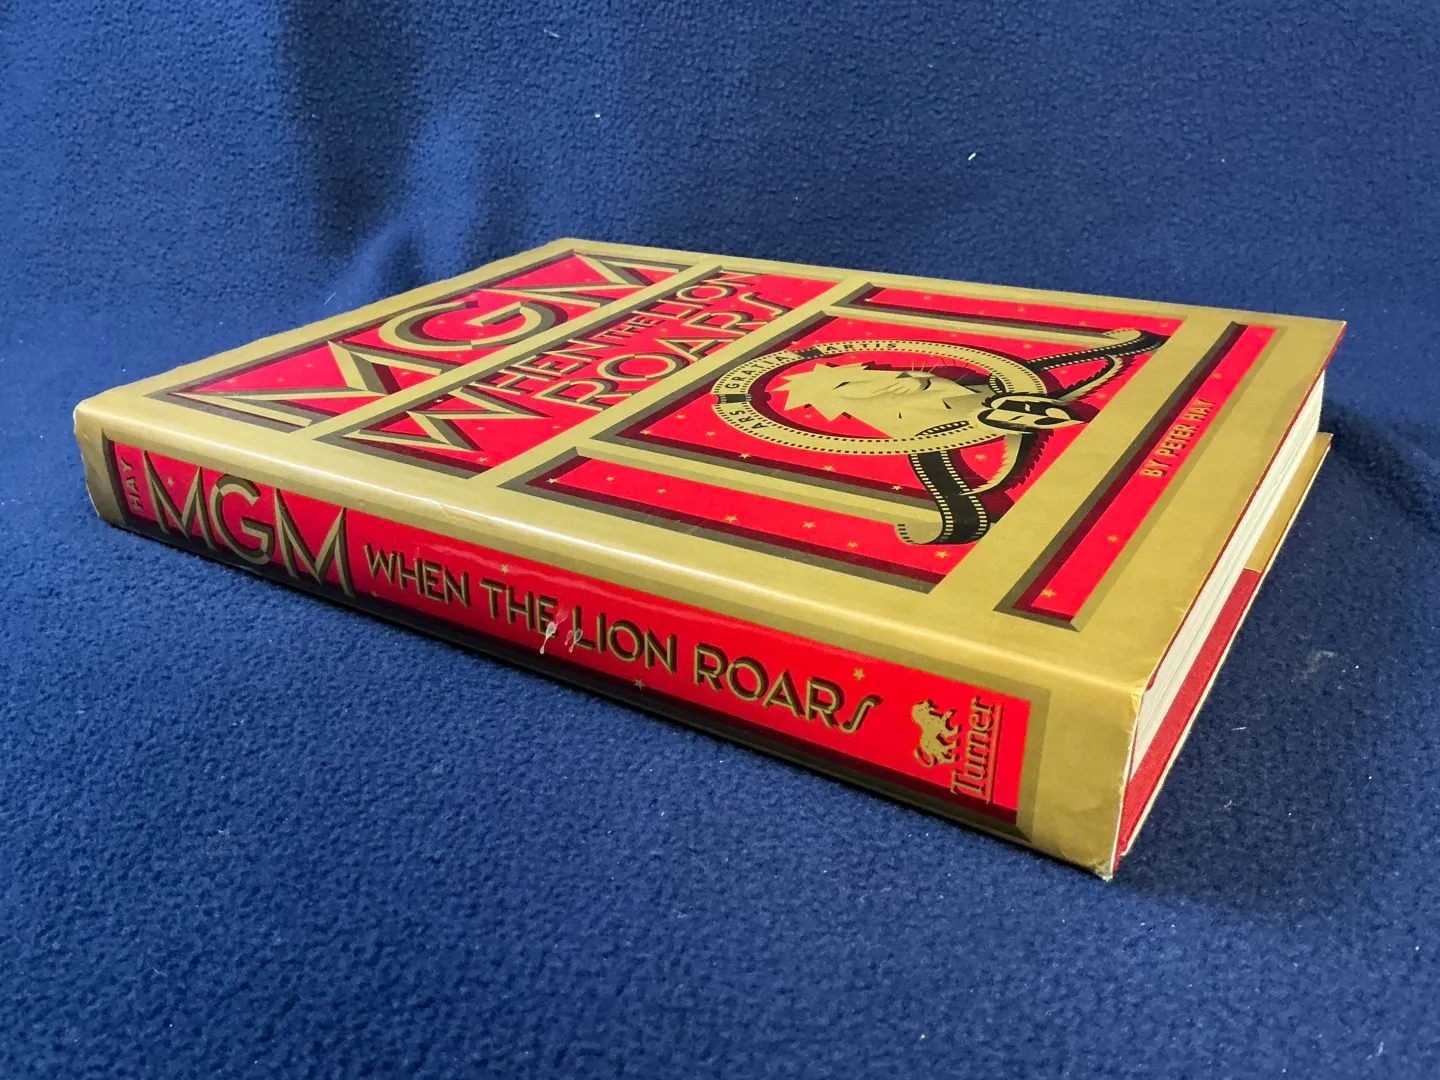 MGM
WHEN THE LION
ROARS
ARS GRATIA ARTIS
BY PETER HAY
HAY
MGM
WHEN THE LION ROARS
Turner